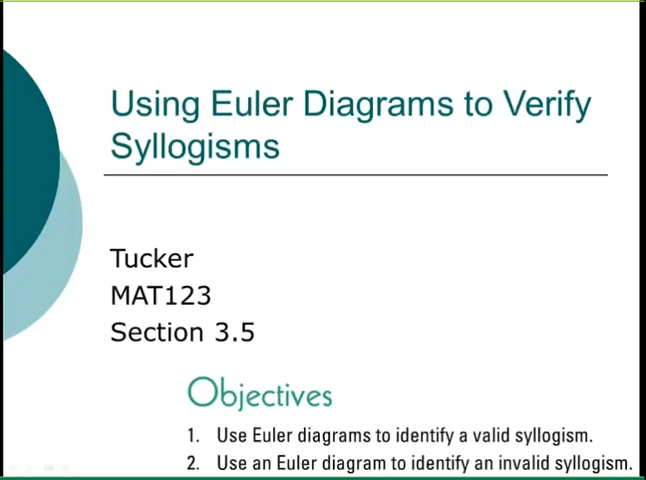 Using Euler Diagrams to Verify
Syllogisms
Tucker
MAT123
Section 3.5
Objectives
1. Use Euler diagrams to identify a valid syllogism.
2. Use an Euler diagram to identify an invalid syllogism.